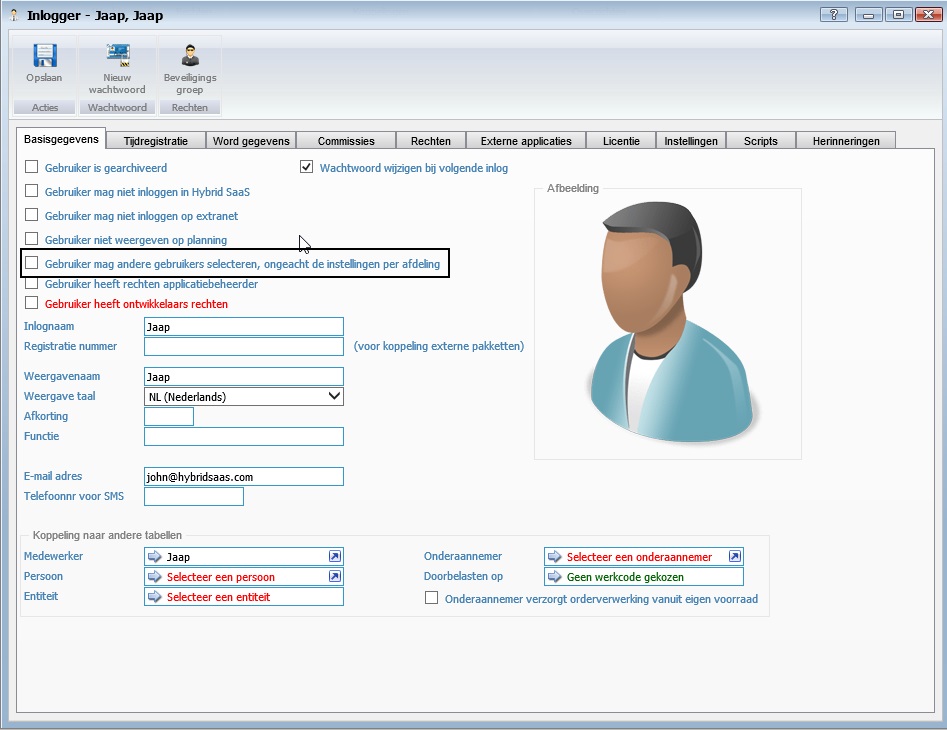 Inlogger - Jaap, Jaap
?
Opslaan
Nieuw wachtwoord
Beveiligings groep
Acties
Wachtwoord
Rechten
Basisgegevens
Tijdregistratie
Word gegevens
Commissies
Rechten
Externe applicaties
Licentie
Instellingen
Scripts
Herinneringen
Gebruiker is gearchiveerd
Wachtwoord wijzigen bij volgende inlog
Gebruiker mag niet inloggen in Hybrid SaaS
Gebruiker mag niet inloggen op extranet
Gebruiker niet weergeven op planning
Gebruiker mag andere gebruikers selecteren, ongeacht de instellingen per afdeling
Gebruiker heeft rechten applicatiebeheerder
Gebruiker heeft ontwikkelaars rechten
Afbeelding
Inlognaam Jaap
Registratie nummer (voor koppeling externe pakketten)
Weergavenaam Jaap
Weergave taal NL (Nederlands)
Afkorting
Functie
E-mail adres john@hybridsaas.com
Telefoonnr voor SMS
Koppeling naar andere tabellen
Medewerker Jaap
Onderaannemer Selecteer een onderaannemer
Persoon Selecteer een persoon
Doorbelasten op Geen werkcode gekozen
Entiteit Selecteer een entiteit
Onderaannemer verzorgt orderverwerking vanuit eigen voorraad